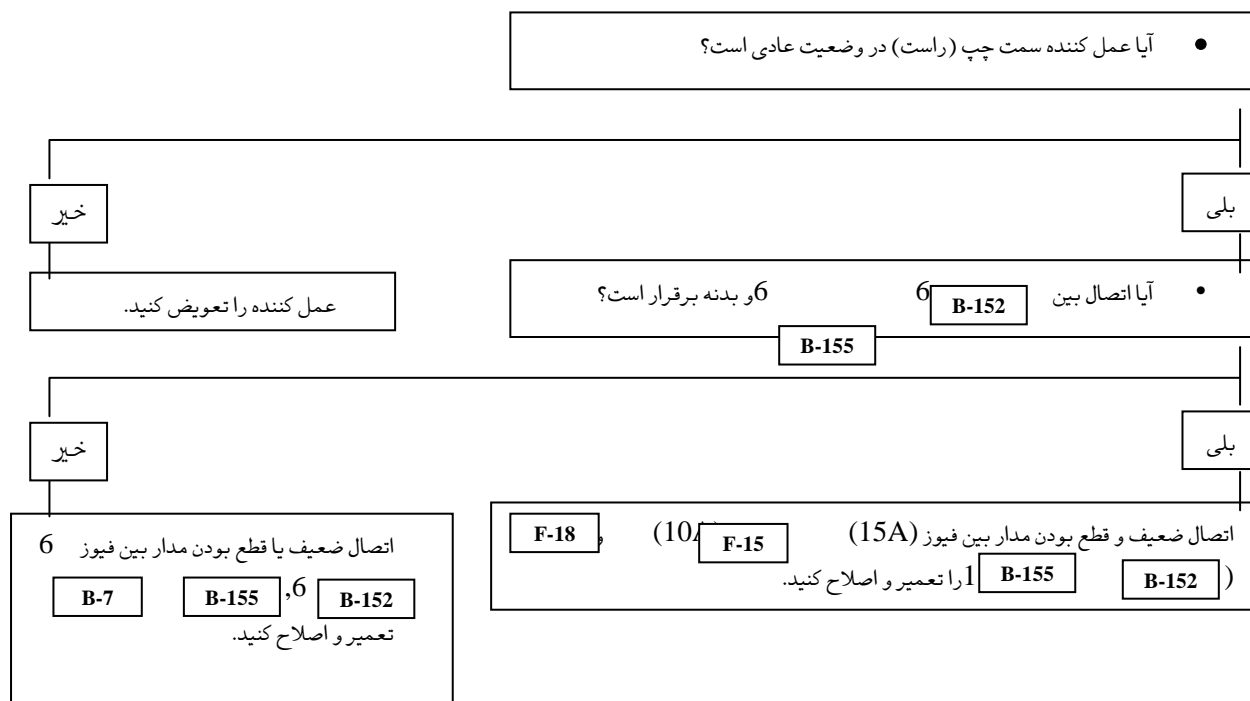 • آیا عمل کننده سمت چپ (راست) در وضعیت عادی است؟
بلی
خیر
• آیا اتصال بین 6 B-152 6و بدنه برقرار است؟
B-155
عمل کننده را تعویض کنید.
بلی
خیر
اتصال ضعیف و قطع بودن مدار بین فیوز (15A) F-15 (10A و F-18
( B-152 B-155 1را تعمیر و اصلاح کنید.
اتصال ضعیف یا قطع بودن مدار بین فیوز 6
B-152 6, B-155 B-7
تعمیر و اصلاح کنید.